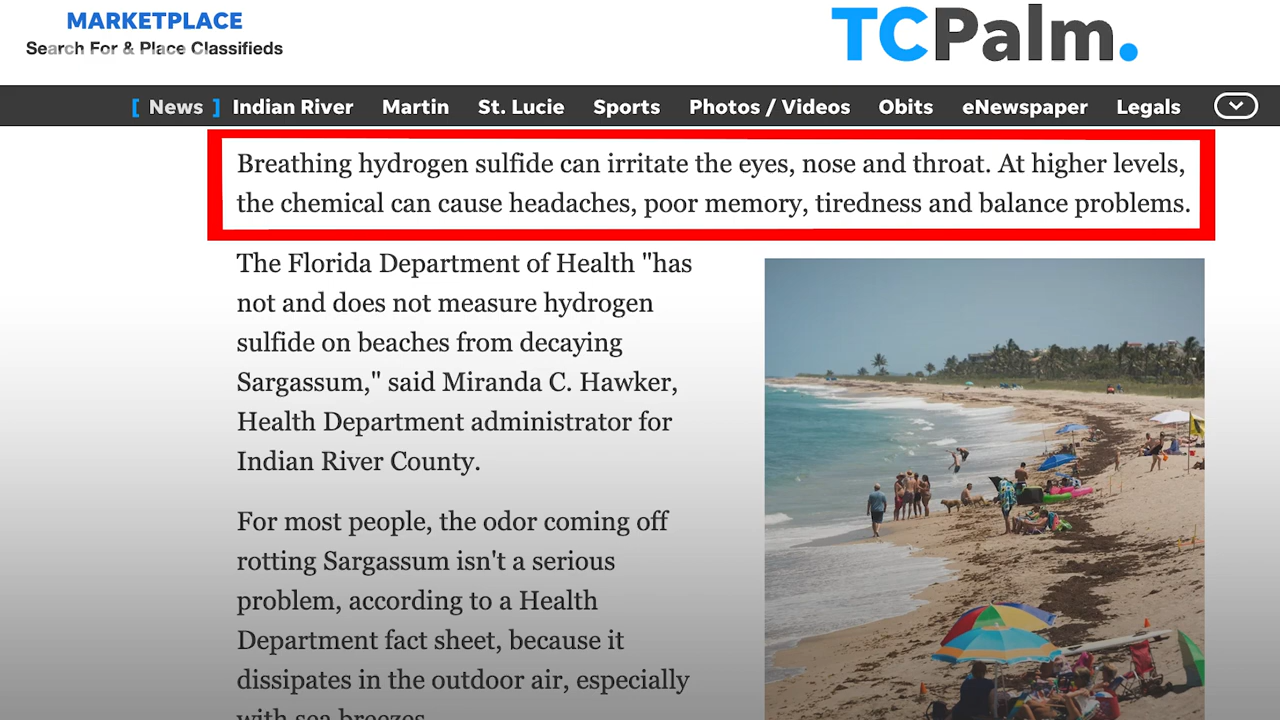 MARKETPLACE
Search For & Place Classifieds
TCPalm.
[ News ] Indian River Martin St. Lucie Sports Photos / Videos Obits eNewspaper Legals
Breathing hydrogen sulfide can irritate the eyes, nose and throat. At higher levels,
the chemical can cause headaches, poor memory, tiredness and balance problems.
The Florida Department of Health "has
not and does not measure hydrogen
sulfide on beaches from decaying
Sargassum," said Miranda C. Hawker,
Health Department administrator for
Indian River County.
For most people, the odor coming off
rotting Sargassum isn't a serious
problem, according to a Health
Department fact sheet, because it
dissipates in the outdoor air, especially
with sea breezes.